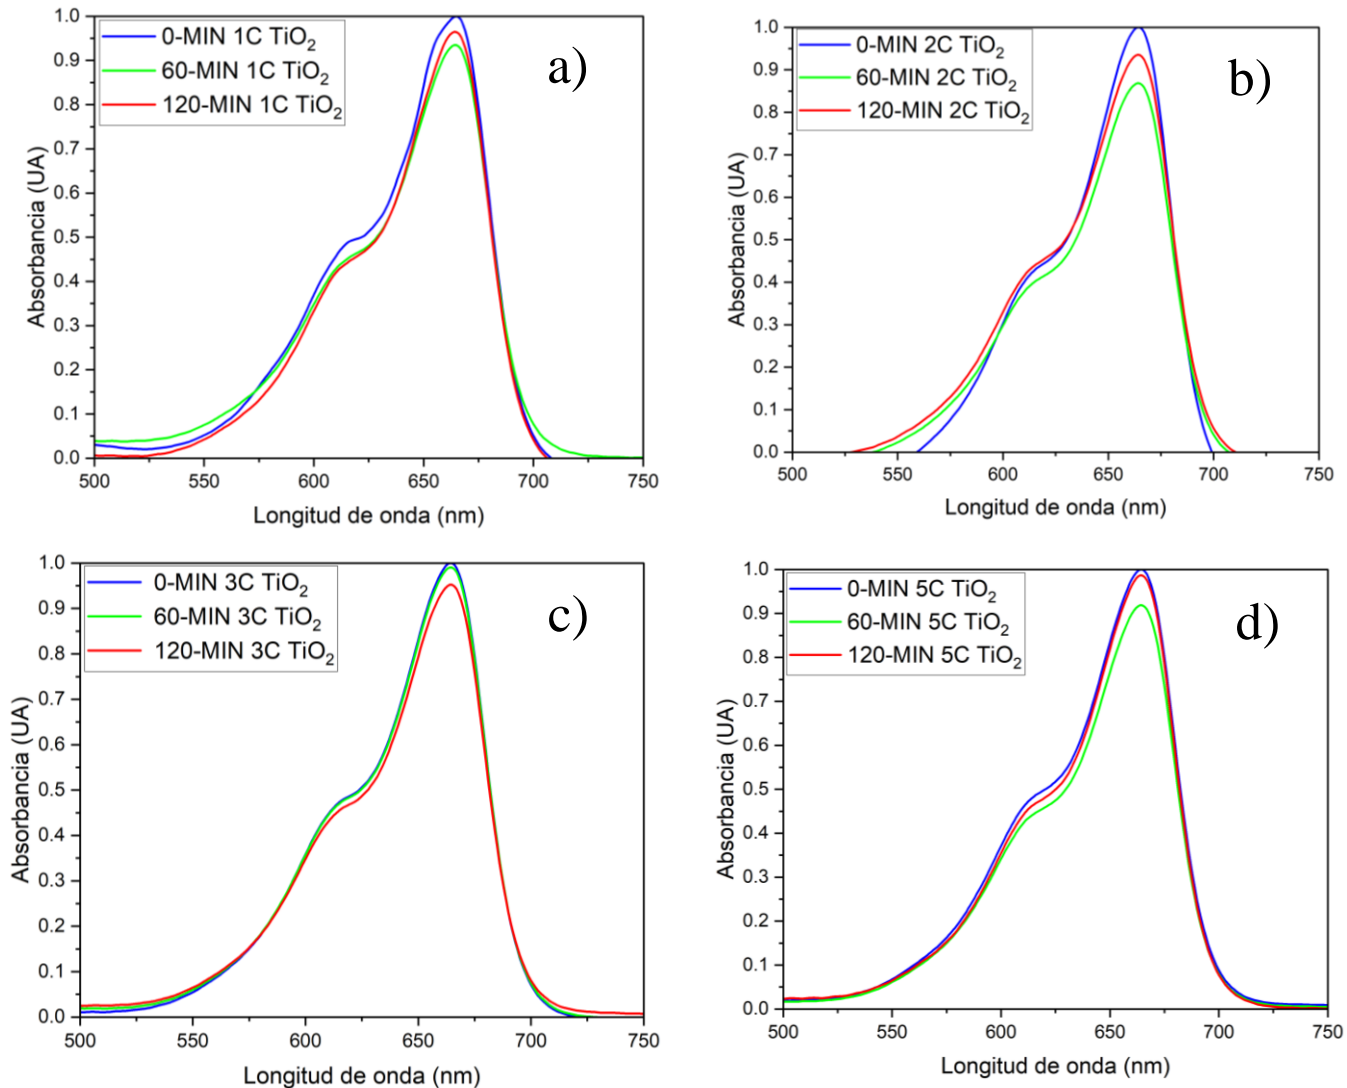 0-MIN 1C TiO2
60-MIN 1C TiO2
120-MIN 1C TiO2
a)
Absorbancia (UA)
1.0
0.9
0.8
0.7
0.6
0.5
0.4
0.3
0.2
0.1
0.0
500 550 600 650 700 750
Longitud de onda (nm)
0-MIN 2C TiO2
60-MIN 2C TiO2
120-MIN 2C TiO2
b)
Absorbancia (UA)
1.0
0.9
0.8
0.7
0.6
0.5
0.4
0.3
0.2
0.1
0.0
500 550 600 650 700 750
Longitud de onda (nm)
0-MIN 3C TiO2
60-MIN 3C TiO2
120-MIN 3C TiO2
c)
Absorbancia (UA)
1.0
0.9
0.8
0.7
0.6
0.5
0.4
0.3
0.2
0.1
0.0
500 550 600 650 700 750
Longitud de onda (nm)
0-MIN 5C TiO2
60-MIN 5C TiO2
120-MIN 5C TiO2
d)
Absorbancia (UA)
1.0
0.9
0.8
0.7
0.6
0.5
0.4
0.3
0.2
0.1
0.0
500 550 600 650 700 750
Longitud de onda (nm)